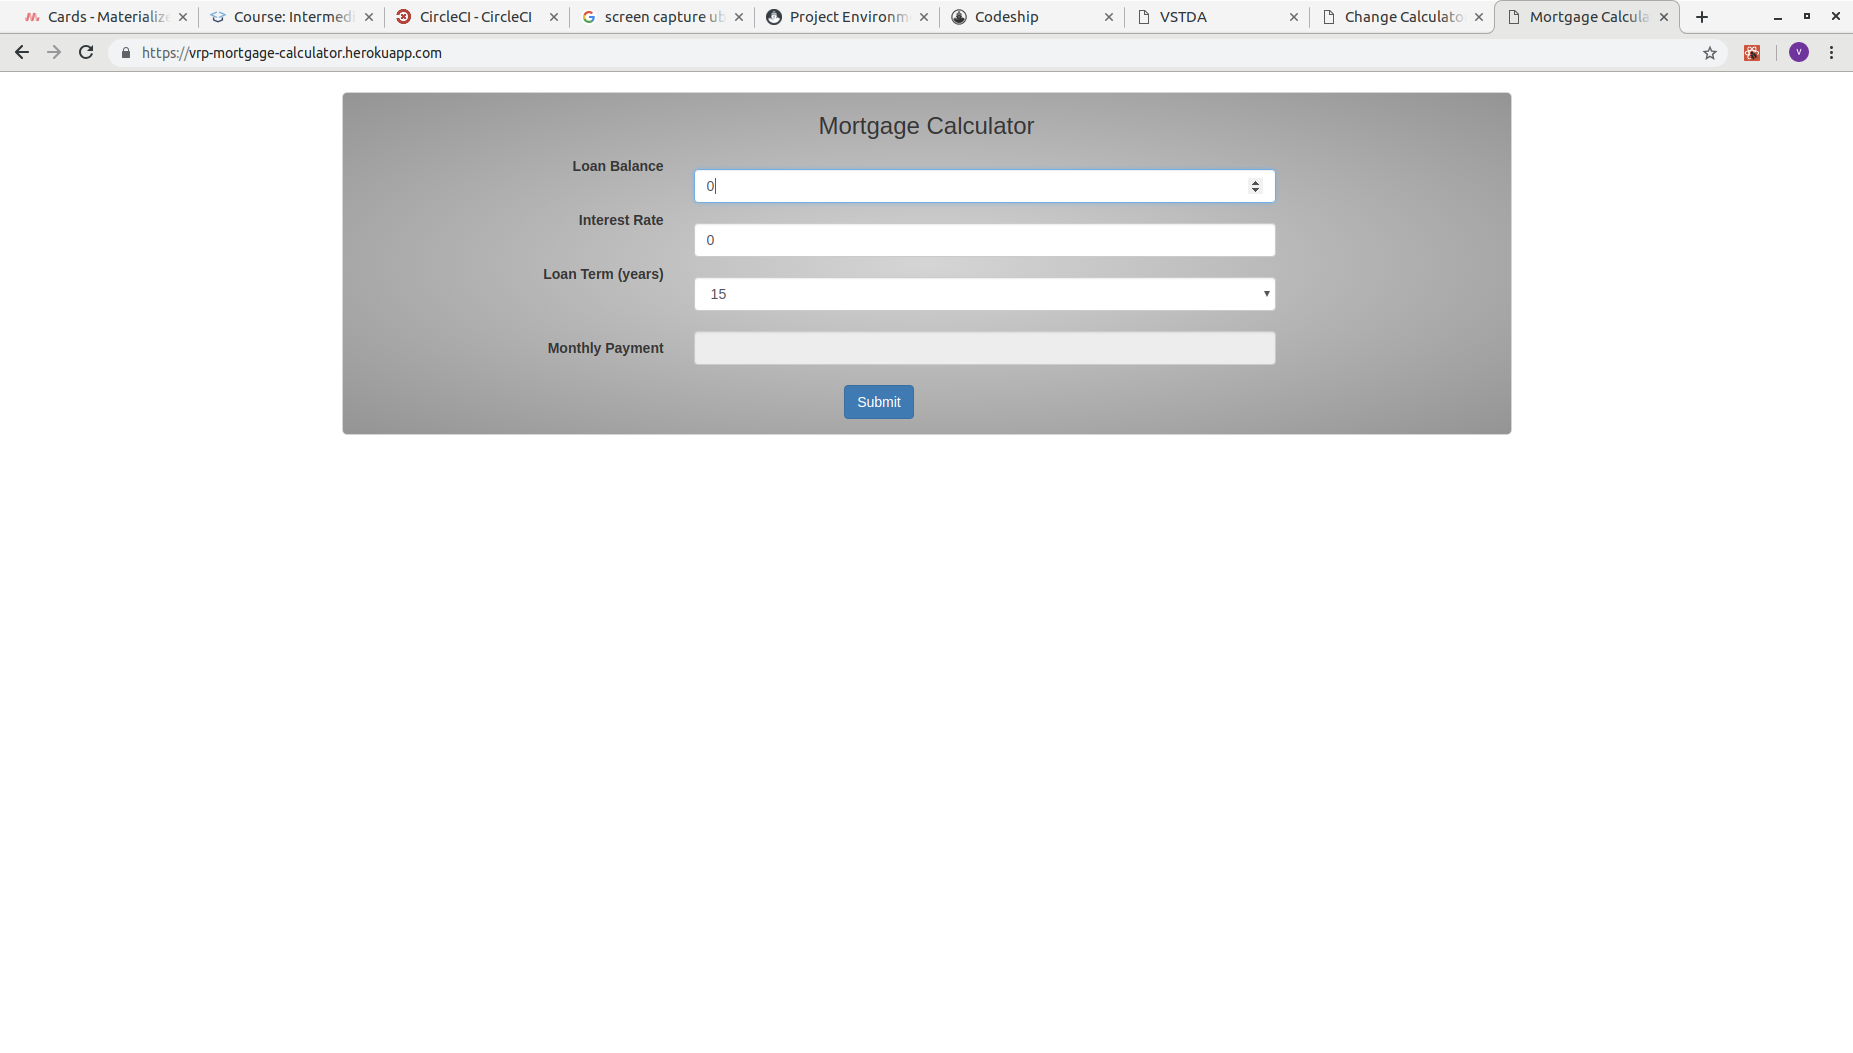 Cards - Materialize
Course: Intermedi
CircleCI - CircleCI
screen capture ub
Project Environm
Codeship
VSTDA
Change Calculato
Mortgage Calcula
https://vrp-mortgage-calculator.herokuapp.com
V
Mortgage Calculator
Loan Balance
0
Interest Rate
0
Loan Term (years)
15
Monthly Payment
Submit